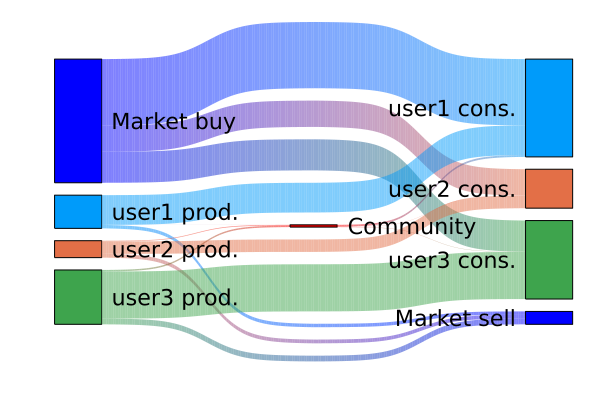 Market buy
user1 prod.
user2 prod.
user3 prod.
Community
user1 cons.
user2 cons.
user3 cons.
Market sell